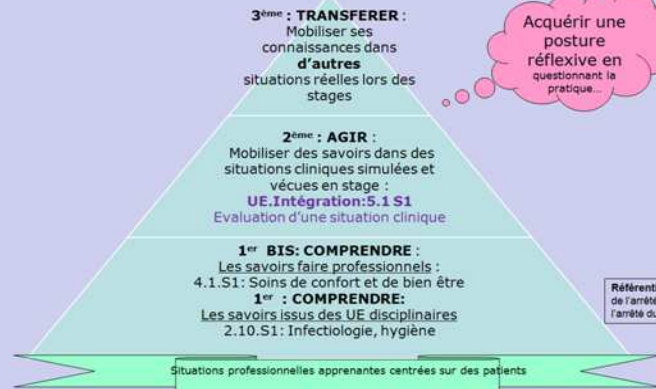 3ème : TRANSFERER :
Mobiliser ses
connaissances dans
d'autres
situations réelles lors des
stages
Acquérir une
posture
réflexive en
questionnant la
pratique...
2ème : AGIR :
Mobiliser des savoirs dans des
situations cliniques simulées et
vécues en stage :
UE.Intégration:5.1 S1
Evaluation d'une situation clinique
1er BIS: COMPRENDRE :
Les savoirs faire professionnels :
4.1.S1: Soins de confort et de bien être
1er : COMPRENDRE:
Les savoirs issus des UE disciplinaires
2.10.S1: Infectiologie, hygiène
de l'arrêté
l'arrêté du
Situations professionnelles apprenantes centrées sur des patients